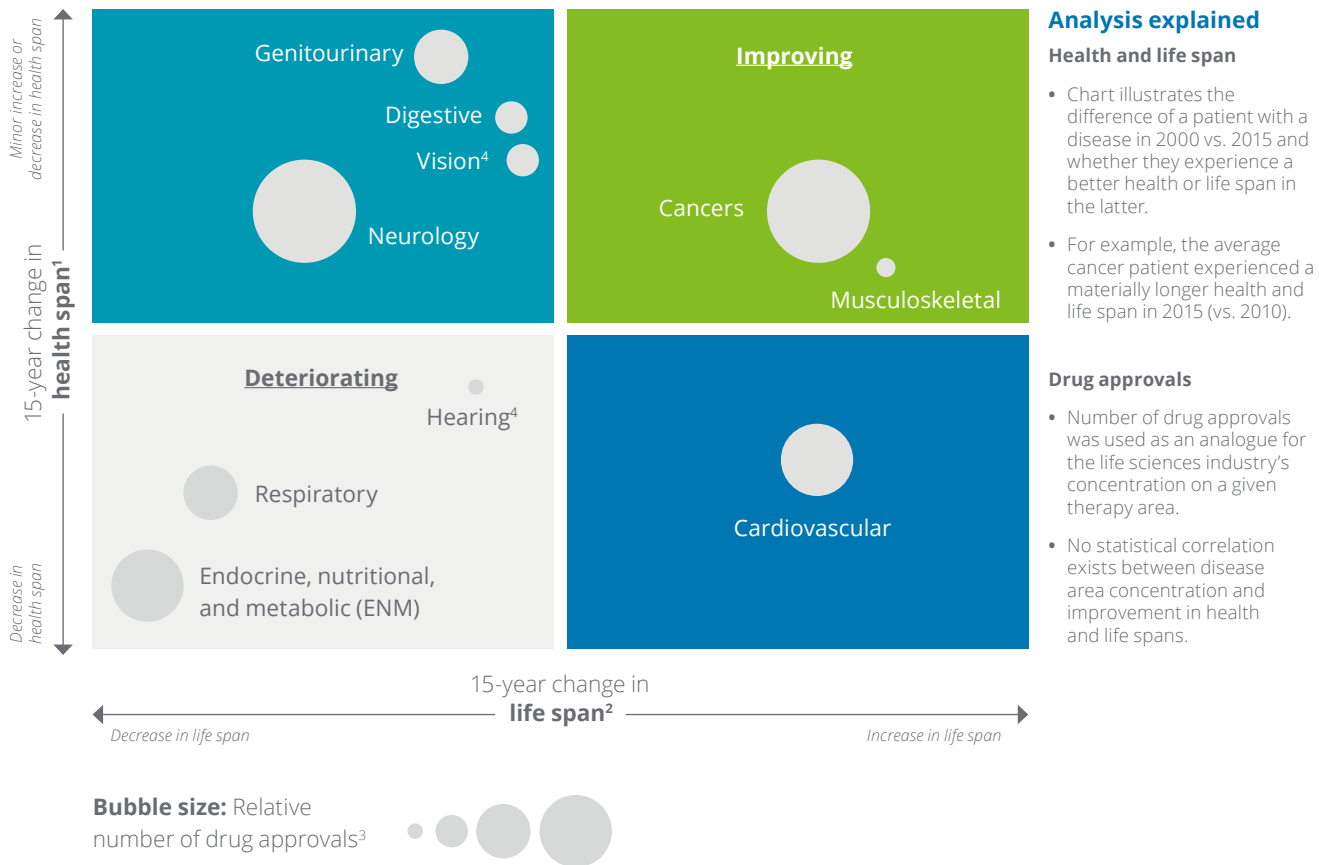 Minor increase or
decrease in health span
15-year change in
health span¹
Decrease in
health span
Genitourinary
Digestive
Vision⁴
Neurology
Improving
Cancers
Musculoskeletal
Deteriorating
Hearing⁴
Respiratory
Endocrine, nutritional,
and metabolic (ENM)
Cardiovascular
15-year change in
life span²
Decrease in life span
Increase in life span
Bubble size: Relative
number of drug approvals³
Analysis explained
Health and life span
• Chart illustrates the
difference of a patient with a
disease in 2000 vs. 2015 and
whether they experience a
better health or life span in
the latter.
• For example, the average
cancer patient experienced a
materially longer health and
life span in 2015 (vs. 2010).
Drug approvals
• Number of drug approvals
was used as an analogue for
the life sciences industry’s
concentration on a given
therapy area.
• No statistical correlation
exists between disease
area concentration and
improvement in health
and life spans.